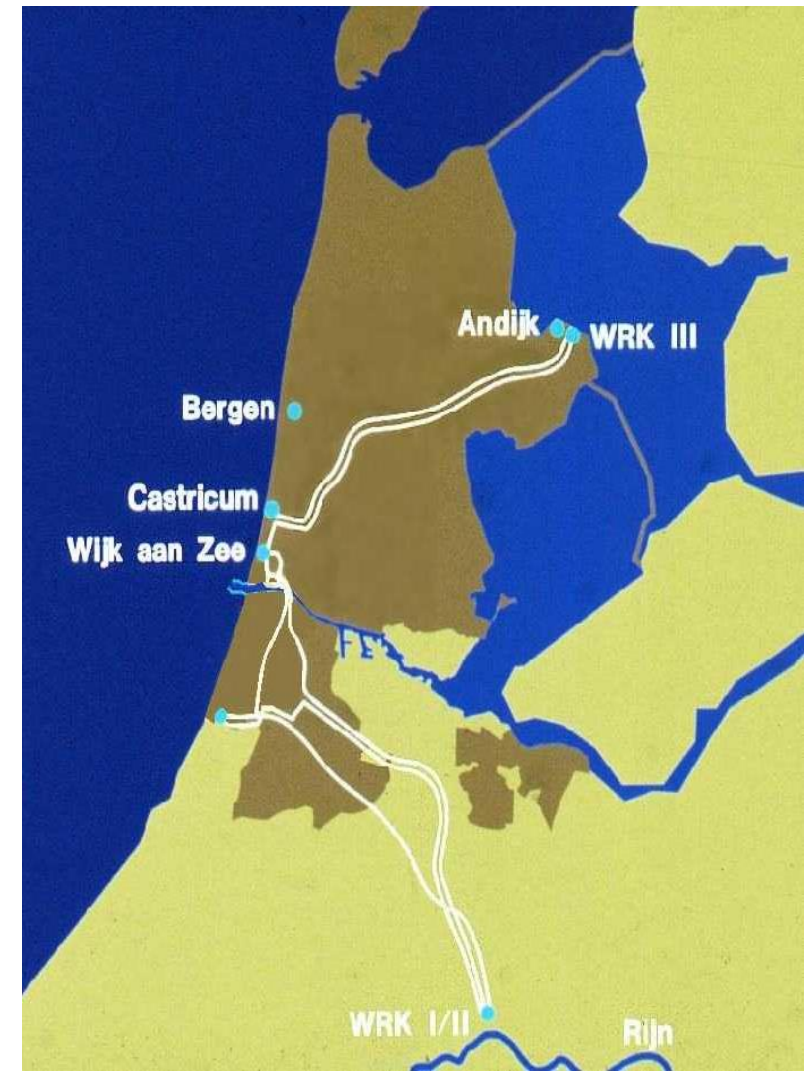 Andijk
WRK III
Bergen
Castricum
Wijk aan Zee
WRK I/II
Rijn